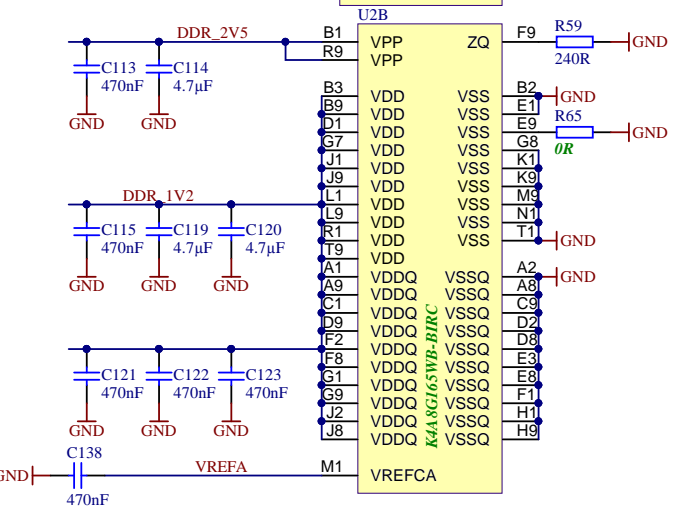 U2B
DDR_2V5
B1
VPP
ZQ
F9
R59
240R
GND
R9
VPP
C113
470nF
GND
C114
4.7µF
GND
B3
VDD
VSS
B2
GND
B9
VDD
VSS
E1
D1
VDD
VSS
E9
R65
0R
GND
G7
VDD
VSS
G8
J1
VDD
VSS
K1
J9
VDD
VSS
K9
DDR_1V2
L1
VDD
VSS
M9
L9
VDD
VSS
N1
R1
VDD
VSS
T1
GND
T9
VDD
C115
470nF
GND
C119
4.7µF
GND
C120
4.7µF
GND
A1
VDDQ
VSSQ
A2
GND
A9
VDDQ
VSSQ
A8
C1
VDDQ
VSSQ
C9
D9
VDDQ
VSSQ
D2
F2
VDDQ
VSSQ
D8
F8
VDDQ
VSSQ
E3
G1
VDDQ
VSSQ
E8
G9
VDDQ
VSSQ
F1
J2
VDDQ
VSSQ
H1
J8
VDDQ
VSSQ
H9
K4A8G165WB-BIRC
C121
470nF
GND
C122
470nF
GND
C123
470nF
GND
C138
GND
470nF
VREFA
M1
VREFCA